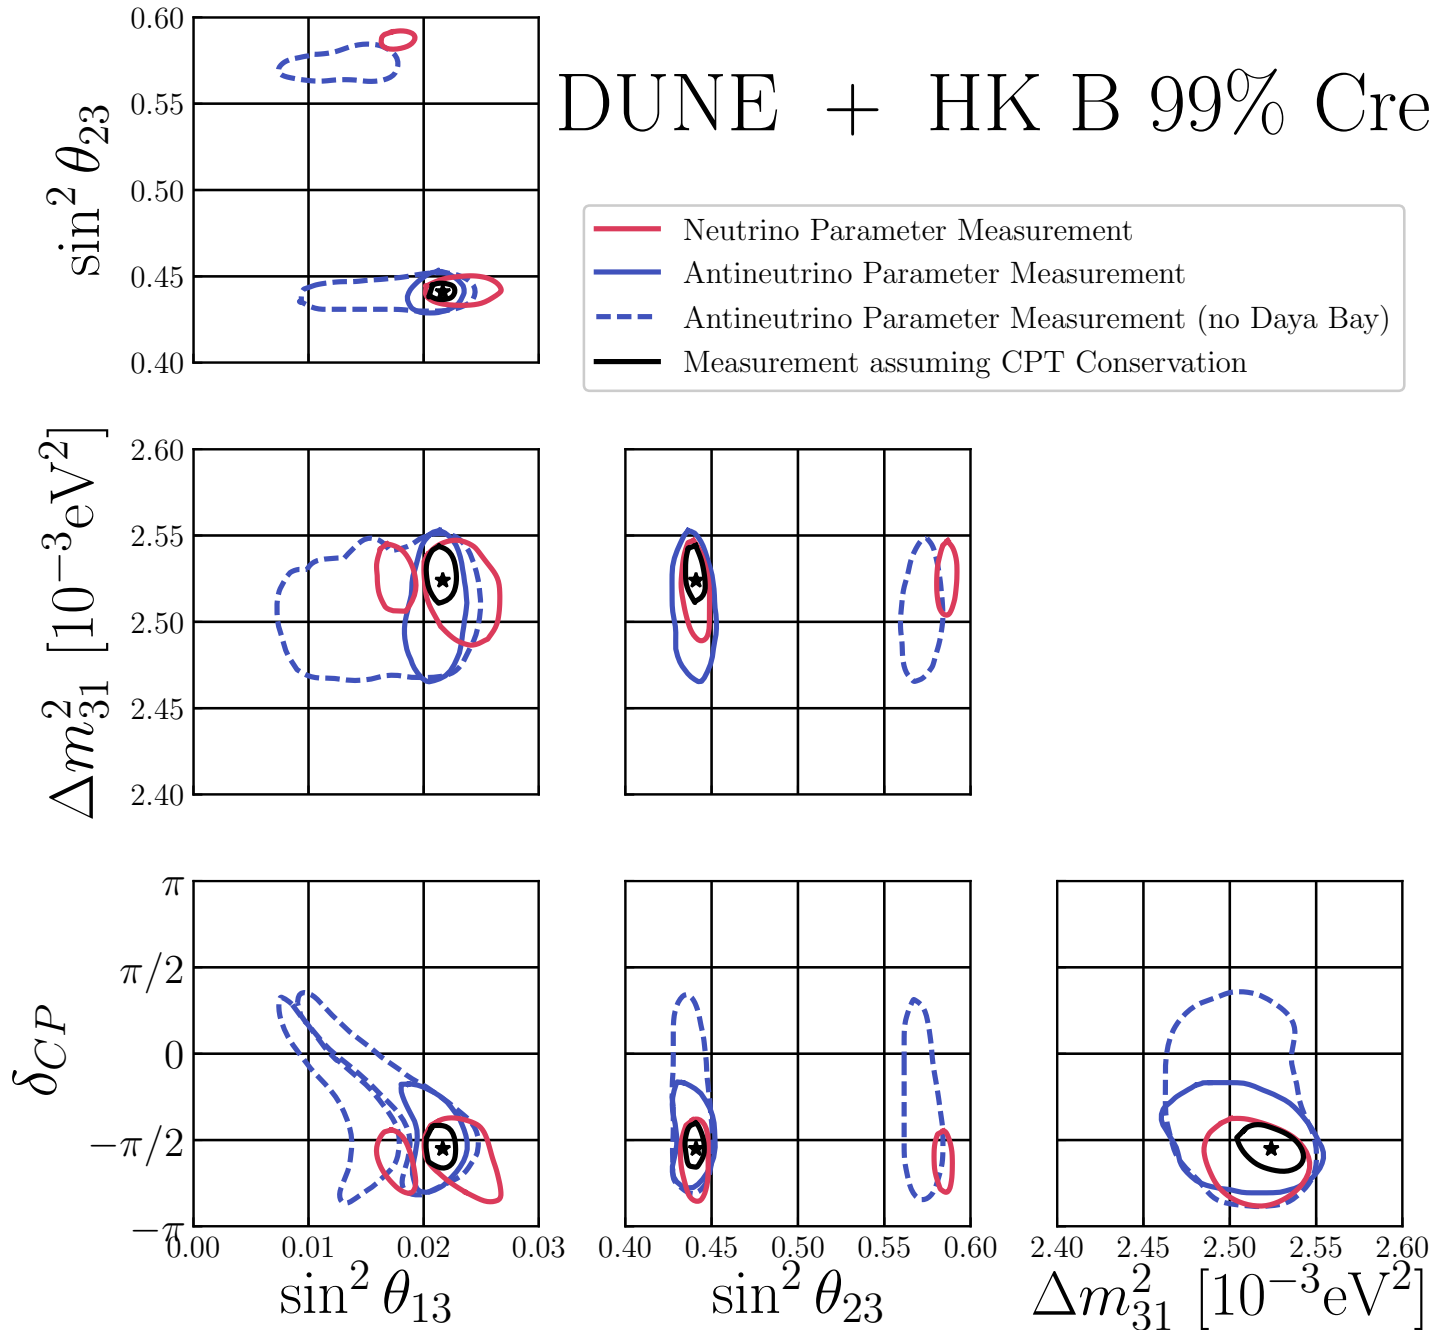 0.60
0.55
0.50
0.45
0.40
sin² θ₂₃
DUNE + HK B 99% Cre
Neutrino Parameter Measurement
Antineutrino Parameter Measurement
Antineutrino Parameter Measurement (no Daya Bay)
Measurement assuming CPT Conservation
2.60
2.55
2.50
2.45
2.40
Δm²₃₁ [10⁻³eV²]
π
π/2
0
−π/2
−π
δCP
0.00 0.01 0.02 0.03
sin² θ₁₃
0.40 0.45 0.50 0.55 0.60
sin² θ₂₃
2.40 2.45 2.50 2.55 2.60
Δm²₃₁ [10⁻³eV²]